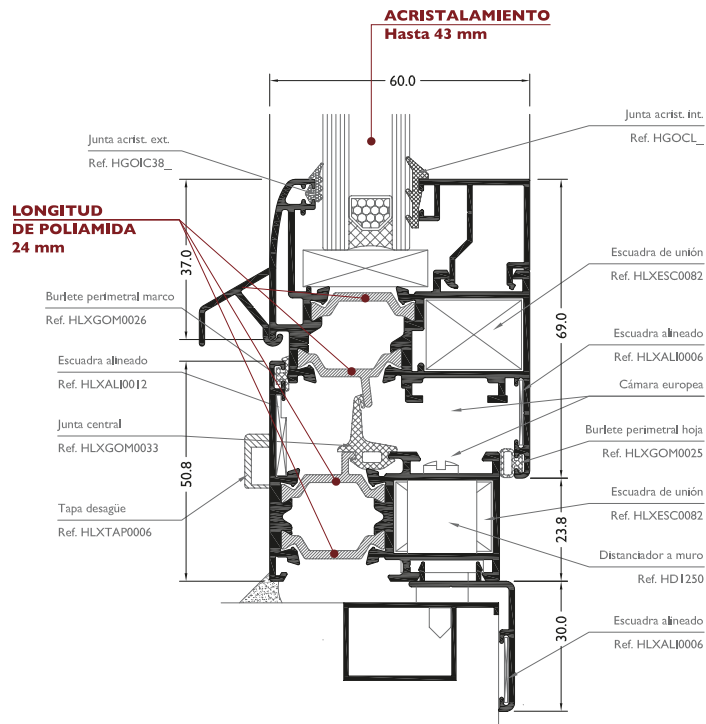 ACRISTALAMIENTO
Hasta 43 mm
60.0
Junta acrist. ext.
Ref. HGOIC38_
Junta acrist. int.
Ref. HGOCL_
LONGITUD
DE POLIAMIDA
24 mm
37.0
Burlete perimetral marco
Ref. HLXGOM0026
Escuadra alineado
Ref. HLXALI0012
Junta central
Ref. HLXGOM0033
50.8
Tapa desagüe
Ref. HLXTAP0006
Escuadra de unión
Ref. HLXESC0082
69.0
Escuadra alineado
Ref. HLXALI0006
Cámara europea
Burlete perimetral hoja
Ref. HLXGOM0025
Escuadra de unión
Ref. HLXESC0082
23.8
Distanciador a muro
Ref. HD1250
30.0
Escuadra alineado
Ref. HLXALI0006